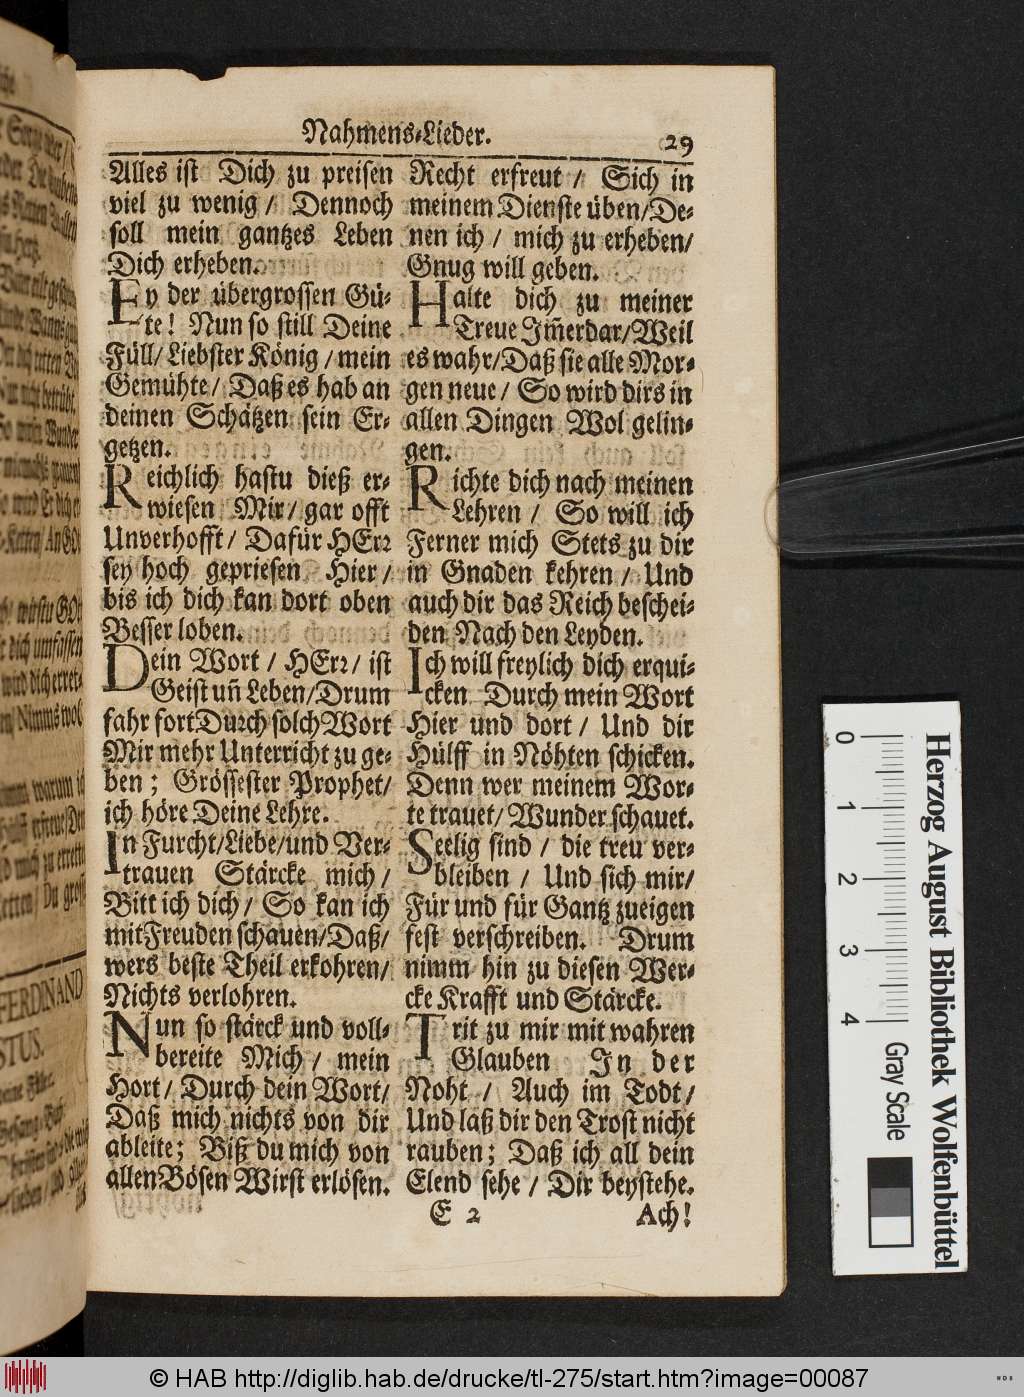 Nahmens-Lieder. 29
Alles ist Dich zu preisen
viel zu wenig / Dennoch
soll mein gantzes Leben
Dich erheben.
Ey der übergrossen Gü-
te! Nun so still Deine
Füll / Liebster König / mein
Gemühte / Daß es hab an
deinen Schätzen sein Er-
getzen.
Reichlich hastu dieß er-
wiesen Mir / gar offt
Unverhofft / Dafür HErr
sey hoch gepriesen Hier /
bis ich dich kan dort oben
Besser loben.
Dein Wort / HErr / ist
Geist uñ Leben / Drum
fahr fort Durch solch Wort
Mir mehr Unterricht zu ge-
ben; Grössester Prophet /
ich höre Deine Lehre.
In Furcht / Liebe / und Ver-
trauen Stärcke mich /
Bitt ich dich / So kan ich
mit Freuden schauen / Daß /
wers beste Theil erkohren /
Nichts verlohren.
Nun so stärck und voll-
bereite Mich / mein
Hort / Durch dein Wort /
Daß mich nichts von dir
ableite; Biß du mich von
allen Bösen Wirst erlösen.
Recht erfreut / Sich in
meinem Dienste üben / De-
nen ich / mich zu erheben /
Gnug will geben.
Halte dich zu meiner
Treue Im̃erdar / Weil
es wahr / Daß sie alle Mor-
gen neue / So wird dirs in
allen Dingen Wol gelin-
gen.
Richte dich nach meinen
Lehren / So will ich
Ferner mich Stets zu dir
in Gnaden kehren / Und
auch dir das Reich beschei-
den Nach den Leyden.
Ich will freylich dich erqui-
cken Durch mein Wort
Hier und dort / Und dir
Hülff in Nöhten schicken.
Denn wer meinem Wor-
te trauet / Wunder schauet.
Seelig sind / die treu ver-
bleiben / Und sich mir /
Für und für Gantz zueigen
fest verschreiben. Drum
nimm hin zu diesen Wer-
cke Krafft und Stärcke.
Trit zu mir mit wahren
Glauben In der
Noht / Auch im Todt /
Und laß dir den Trost nicht
rauben; Daß ich all dein
Elend sehe / Dir beystehe.
E 2 Ach!
FERDINAND
0 1 2 3 4 Gray Scale
Herzog August Bibliothek Wolfenbüttel
© HAB http://diglib.hab.de/drucke/tl-275/start.htm?image=00087